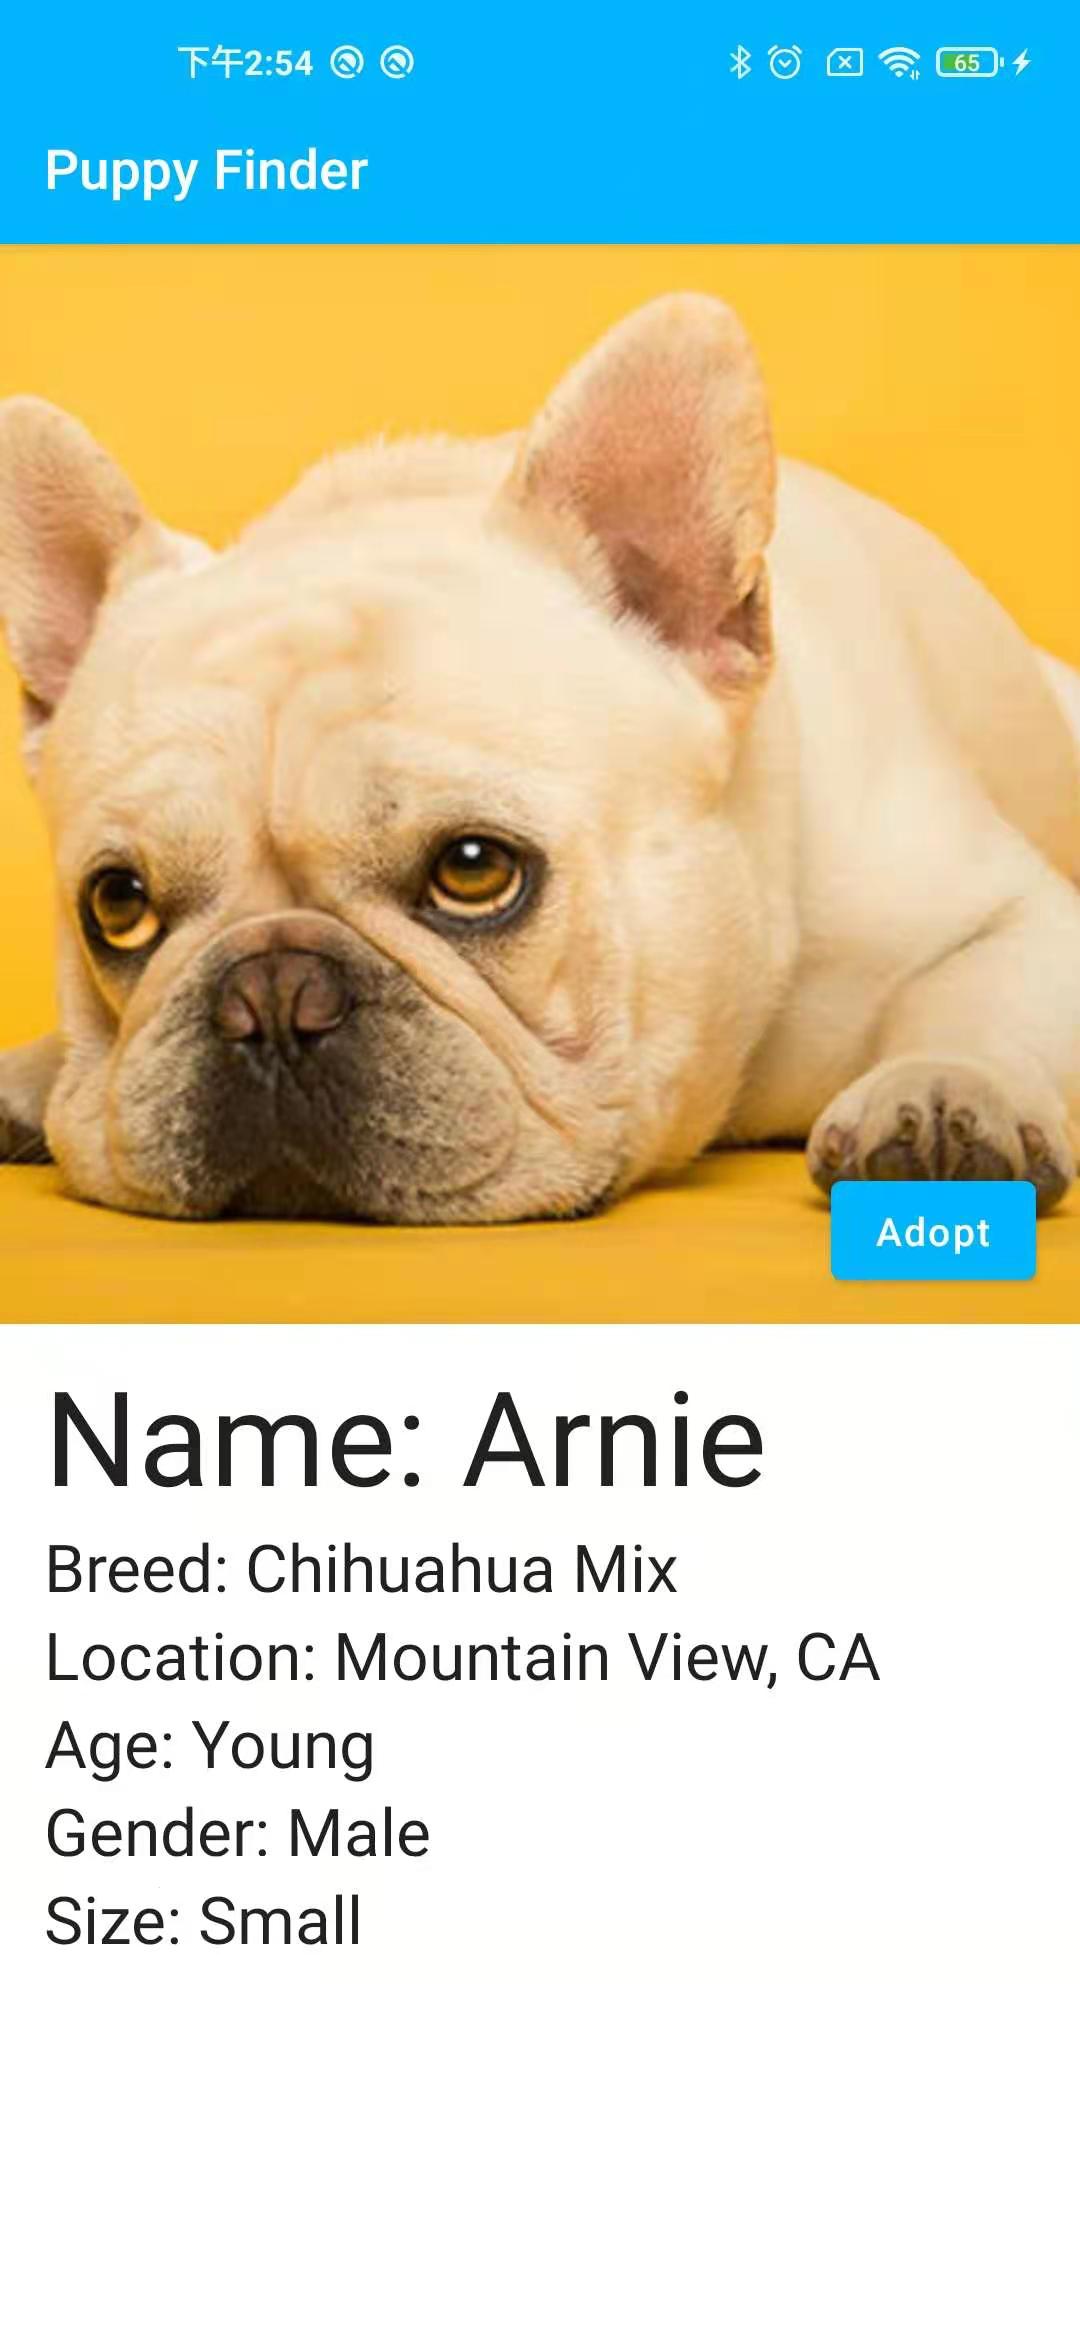 下午2:54
65
Puppy Finder
Adopt
Name: Arnie
Breed: Chihuahua Mix
Location: Mountain View, CA
Age: Young
Gender: Male
Size: Small